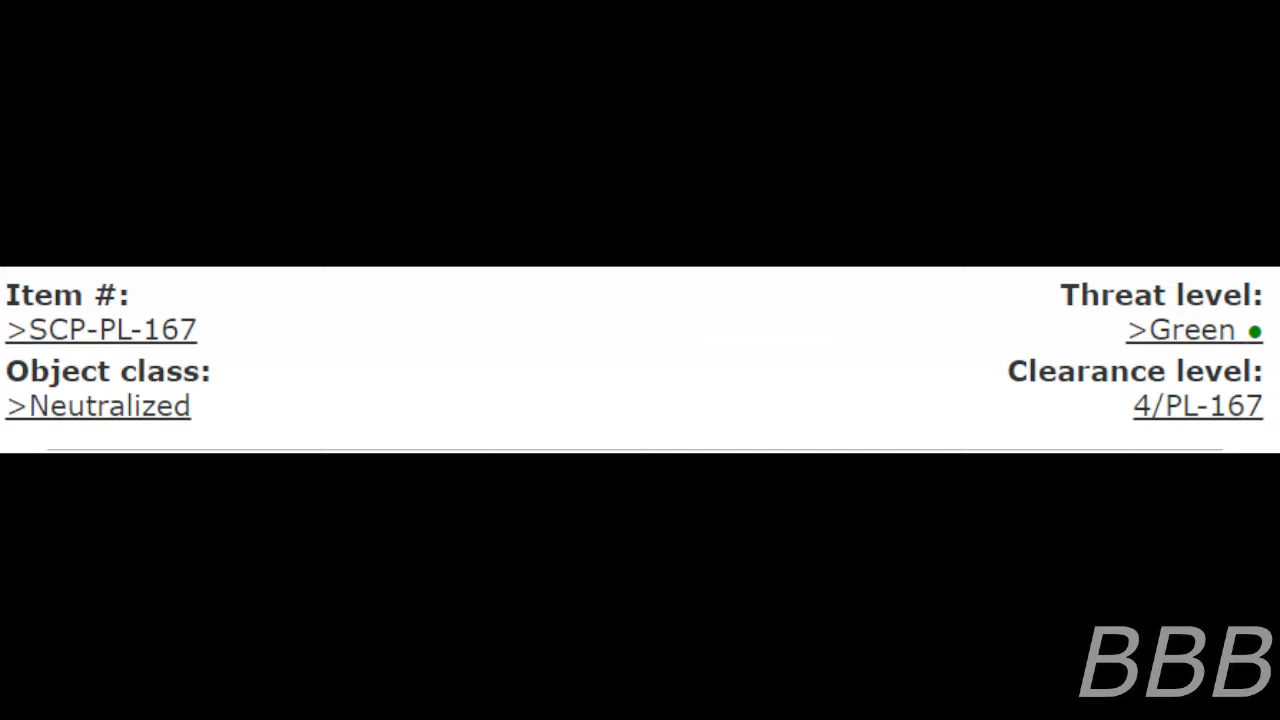 Item #:
>SCP-PL-167
Object class:
>Neutralized
Threat level:
>Green ●
Clearance level:
4/PL-167
BBB